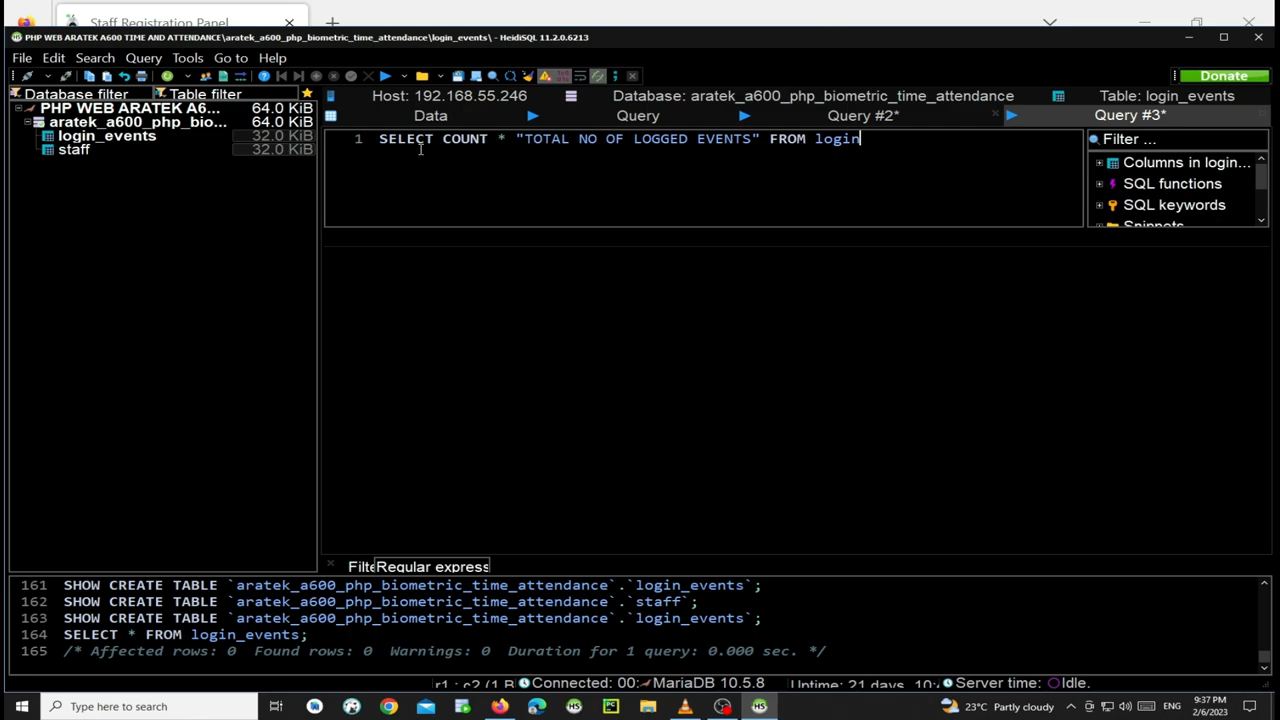 Staff Registration Panel
PHP WEB ARATEK A600 TIME AND ATTENDANCE\aratek_a600_php_biometric_time_attendance\login_events\ - HeidiSQL 11.2.0.6213
File Edit Search Query Tools Go to Help
Donate
Database filter Table filter
Host: 192.168.55.246 Database: aratek_a600_php_biometric_time_attendance Table: login_events
PHP WEB ARATEK A6... 64.0 KiB
aratek_a600_php_bio... 64.0 KiB
login_events 32.0 KiB
staff 32.0 KiB
Data Query Query #2* Query #3*
1 SELECT COUNT * "TOTAL NO OF LOGGED EVENTS" FROM login
Filter ...
Columns in login...
SQL functions
SQL keywords
Snippets
Regular express
161 SHOW CREATE TABLE `aratek_a600_php_biometric_time_attendance`.`login_events`;
162 SHOW CREATE TABLE `aratek_a600_php_biometric_time_attendance`.`staff`;
163 SHOW CREATE TABLE `aratek_a600_php_biometric_time_attendance`.`login_events`;
164 SELECT * FROM login_events;
165 /* Affected rows: 0 Found rows: 0 Warnings: 0 Duration for 1 query: 0.000 sec. */
r1 : c2 (1 B Connected: 00: MariaDB 10.5.8 Uptime: 21 days, 10: Server time: Idle.
Type here to search
23°C Partly cloudy ENG 9:37 PM
2/6/2023